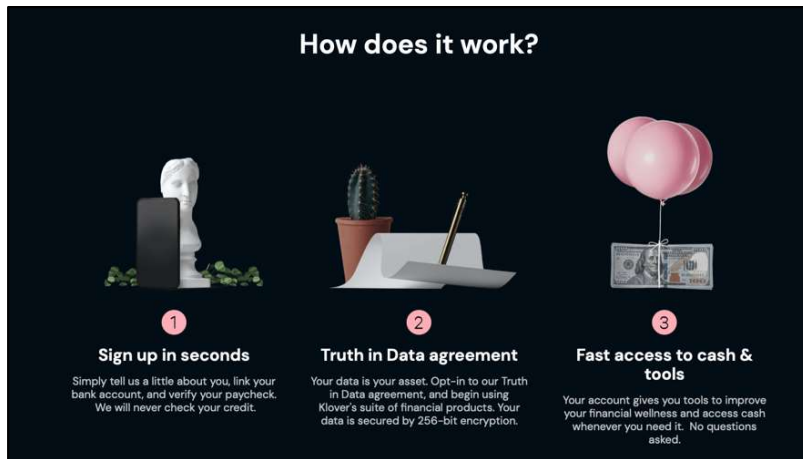 How does it work?
1
Sign up in seconds
Simply tell us a little about you, link your
bank account, and verify your paycheck.
We will never check your credit.
2
Truth in Data agreement
Your data is your asset. Opt-in to our Truth
in Data agreement, and begin using
Klover's suite of financial products. Your
data is secured by 256-bit encryption.
3
Fast access to cash &
tools
Your account gives you tools to improve
your financial wellness and access cash
whenever you need it. No questions
asked.